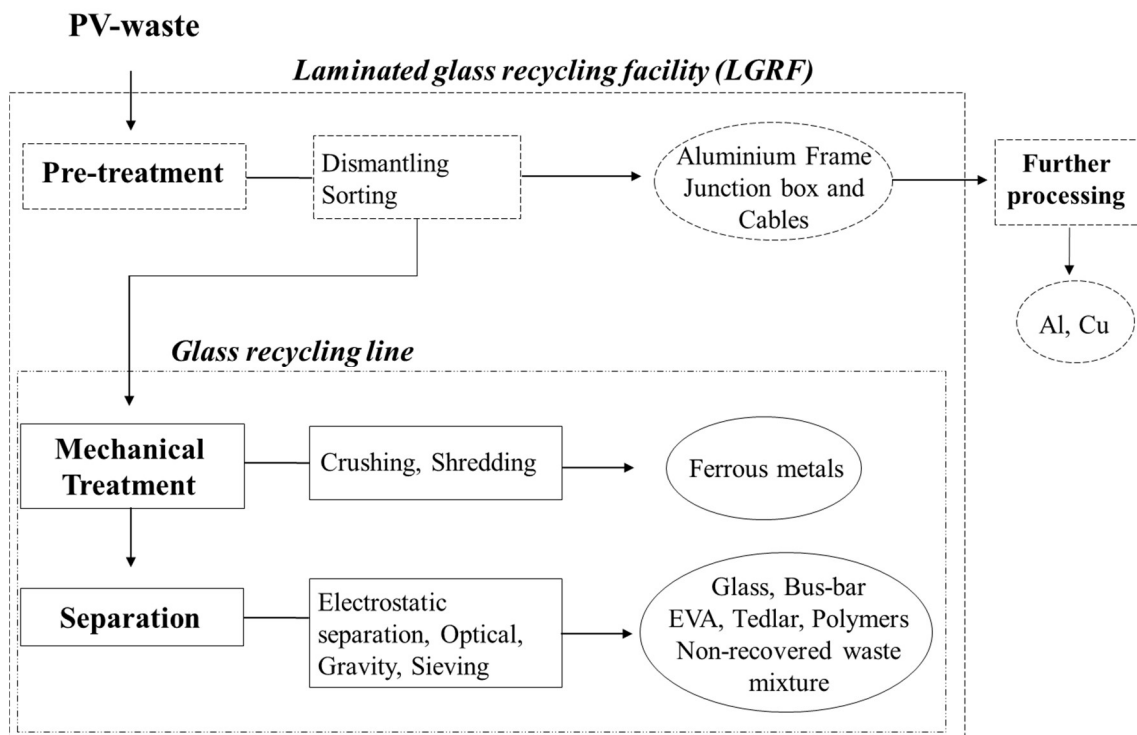 PV-waste
Laminated glass recycling facility (LGRF)
Pre-treatment
Dismantling
Sorting
Aluminium Frame
Junction box and
Cables
Further
processing
Al, Cu
Glass recycling line
Mechanical
Treatment
Crushing, Shredding
Ferrous metals
Separation
Electrostatic
separation, Optical,
Gravity, Sieving
Glass, Bus-bar
EVA, Tedlar, Polymers
Non-recovered waste
mixture